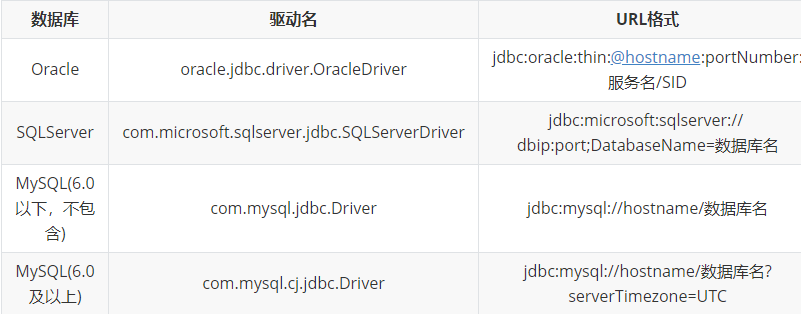 数据库 驱动名 URL格式
Oracle oracle.jdbc.driver.OracleDriver jdbc:oracle:thin:@hostname:portNumber:
服务名/SID
SQLServer com.microsoft.sqlserver.jdbc.SQLServerDriver jdbc:microsoft:sqlserver://
dbip:port;DatabaseName=数据库名
MySQL(6.0
以下，不包
含) com.mysql.jdbc.Driver jdbc:mysql://hostname/数据库名
MySQL(6.0
及以上) com.mysql.cj.jdbc.Driver jdbc:mysql://hostname/数据库名?
serverTimezone=UTC